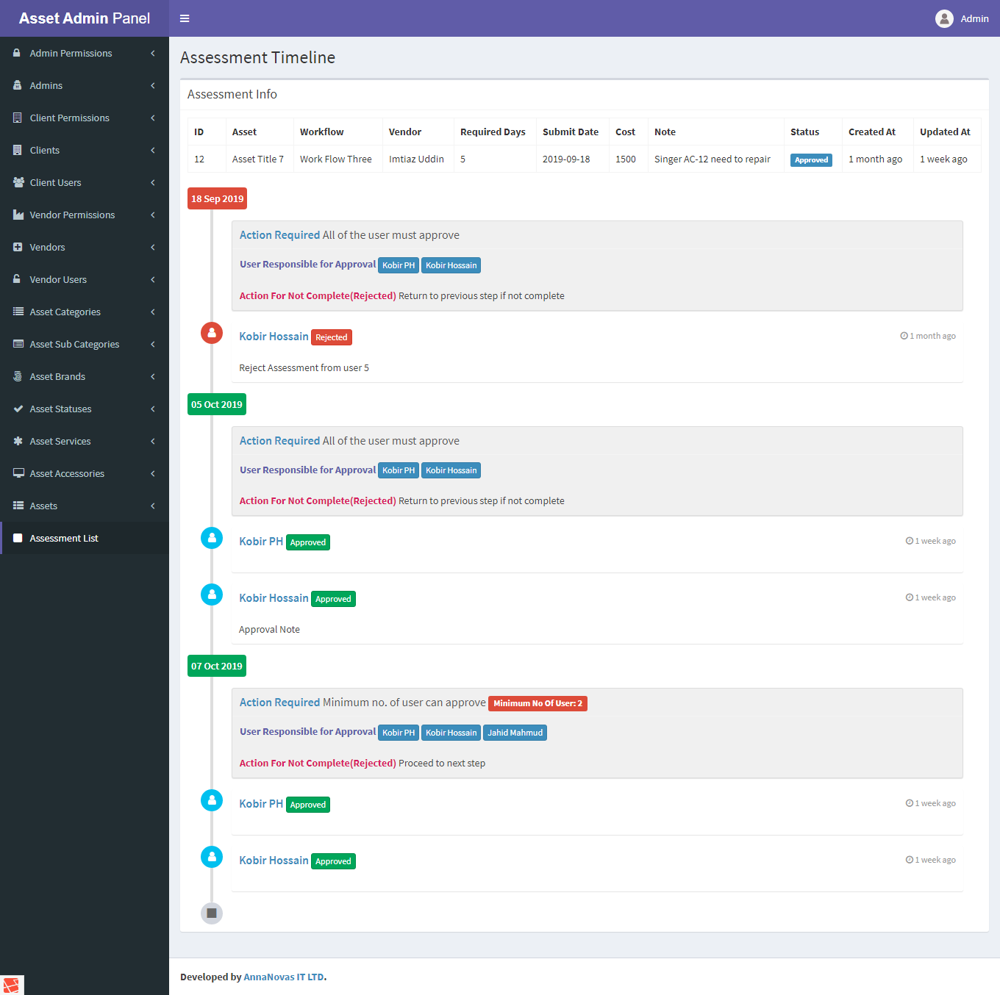 Asset Admin Panel
Admin
Admin Permissions
Admins
Client Permissions
Clients
Client Users
Vendor Permissions
Vendors
Vendor Users
Asset Categories
Asset Sub Categories
Asset Brands
Asset Statuses
Asset Services
Asset Accessories
Assets
Assessment List
Assessment Timeline
Assessment Info
ID Asset Workflow Vendor Required Days Submit Date Cost Note Status Created At Updated At
12 Asset Title 7 Work Flow Three Imtiaz Uddin 5 2019-09-18 1500 Singer AC-12 need to repair Approved 1 month ago 1 week ago
18 Sep 2019
Action Required All of the user must approve
User Responsible for Approval Kobir PH Kobir Hossain
Action For Not Complete(Rejected) Return to previous step if not complete
Kobir Hossain Rejected 1 month ago
Reject Assessment from user 5
05 Oct 2019
Action Required All of the user must approve
User Responsible for Approval Kobir PH Kobir Hossain
Action For Not Complete(Rejected) Return to previous step if not complete
Kobir PH Approved 1 week ago
Kobir Hossain Approved 1 week ago
Approval Note
07 Oct 2019
Action Required Minimum no. of user can approve Minimum No Of User: 2
User Responsible for Approval Kobir PH Kobir Hossain Jahid Mahmud
Action For Not Complete(Rejected) Proceed to next step
Kobir PH Approved 1 week ago
Kobir Hossain Approved 1 week ago
Developed by AnnaNovas IT LTD.